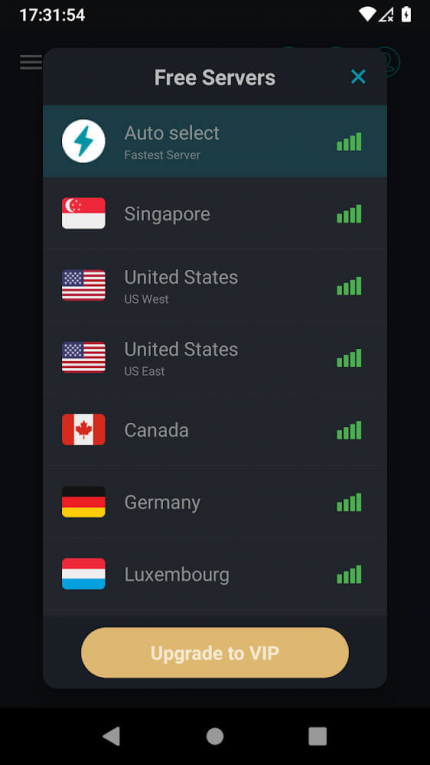 17:31:54
Free Servers
Auto select
Fastest Server
Singapore
United States
US West
United States
US East
Canada
Germany
Luxembourg
Upgrade to VIP